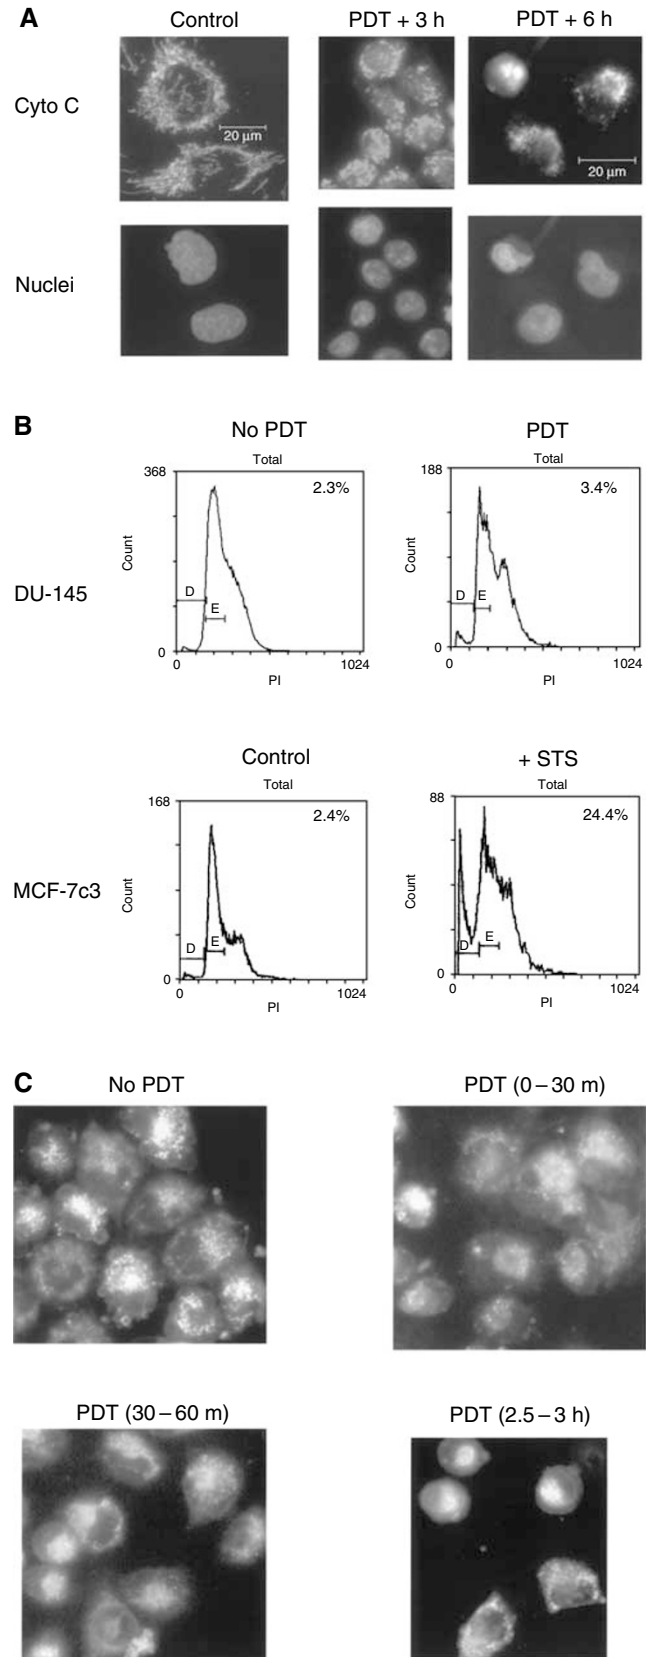 A
Control
PDT + 3 h
PDT + 6 h
Cyto C
20 µm
20 µm
Nuclei
B
No PDT
PDT
DU-145
Total
368
2.3%
Count
D
E
0
0
1024
PI
Total
188
3.4%
Count
D
E
0
0
1024
PI
Control
+ STS
MCF-7c3
Total
168
2.4%
Count
D
E
0
0
1024
PI
Total
88
24.4%
Count
D
E
0
0
1024
PI
C
No PDT
PDT (0 – 30 m)
PDT (30 – 60 m)
PDT (2.5 – 3 h)